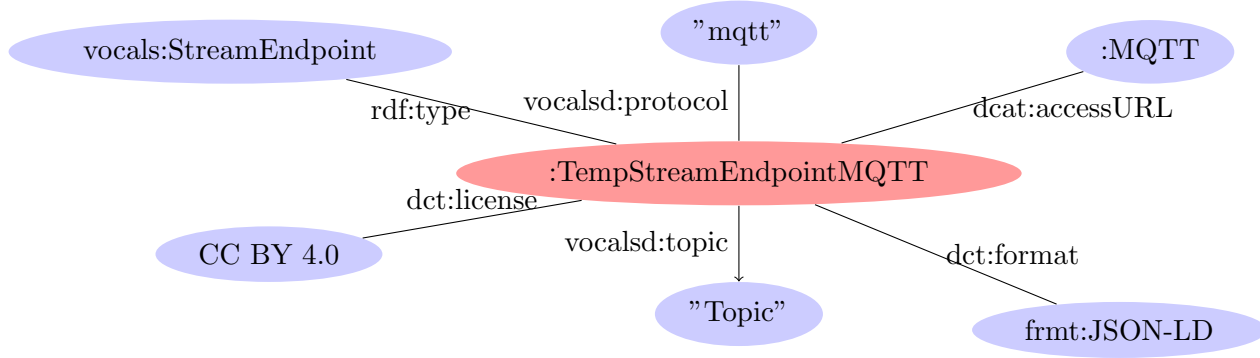 vocals:StreamEndpoint
"mqtt"
:MQTT
rdf:type
vocalsd:protocol
dcat:accessURL
:TempStreamEndpointMQTT
dct:license
vocalsd:topic
dct:format
CC BY 4.0
"Topic"
frmt:JSON-LD